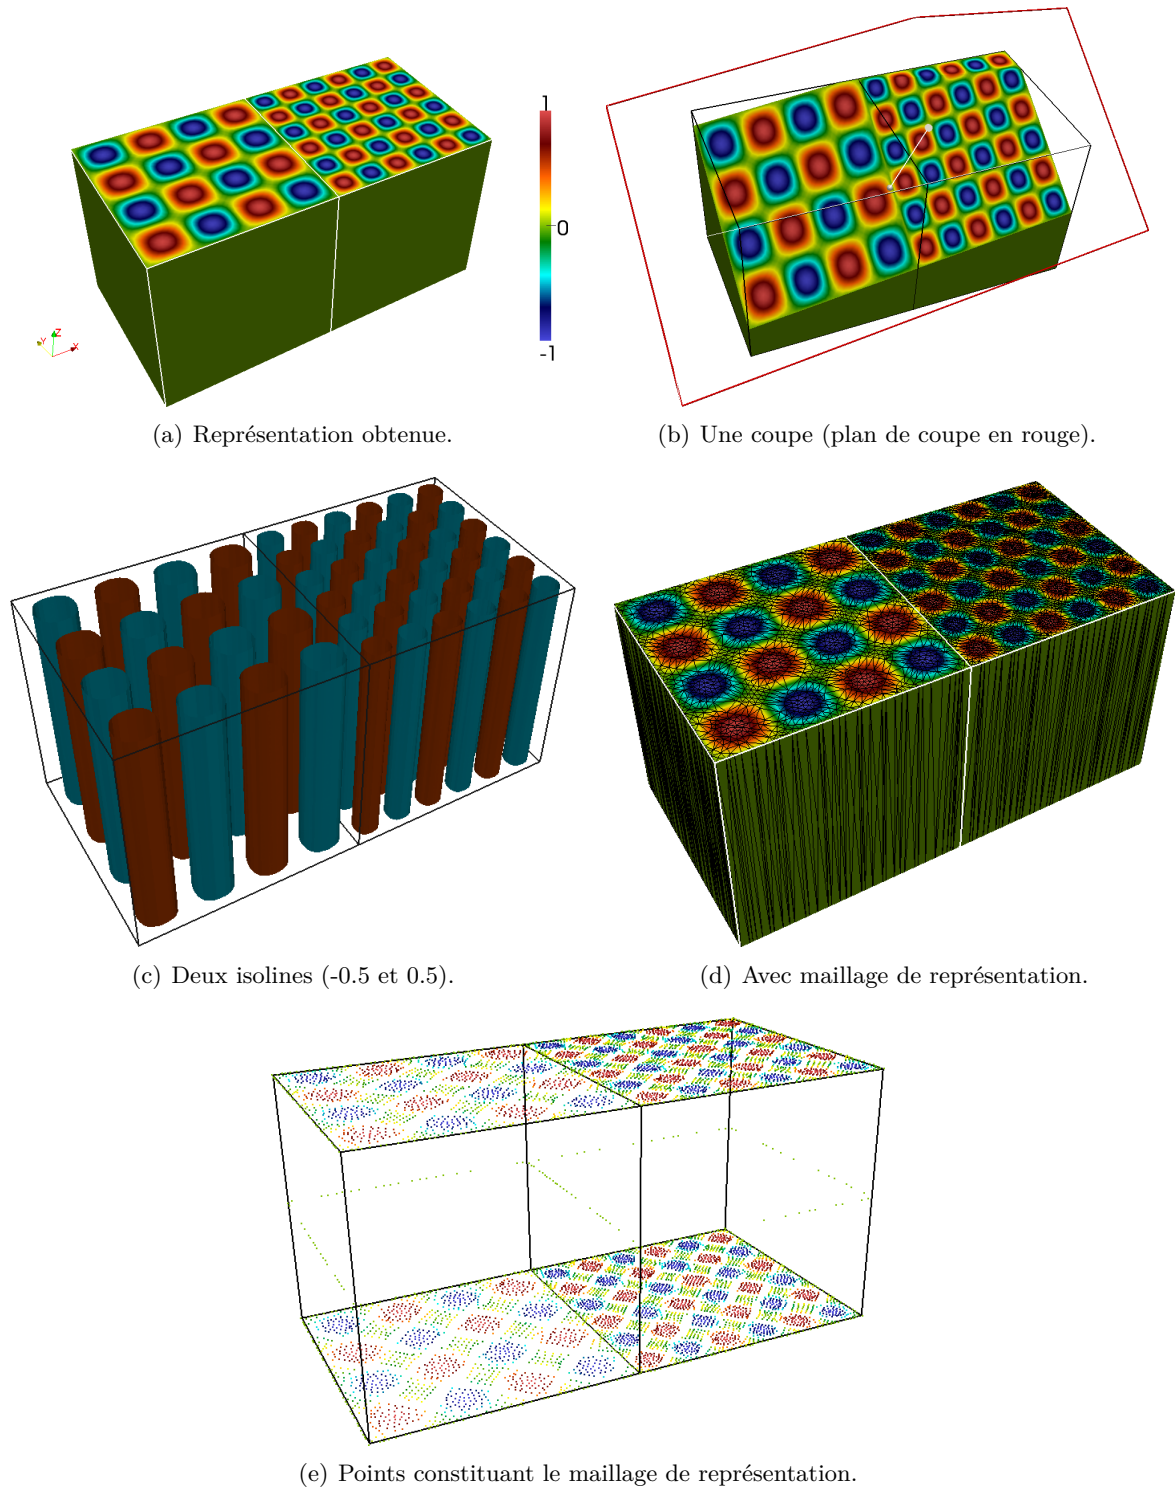 1
0
-1
Z
Y
X
(a) Représentation obtenue.
(b) Une coupe (plan de coupe en rouge).
(c) Deux isolines (-0.5 et 0.5).
(d) Avec maillage de représentation.
(e) Points constituant le maillage de représentation.